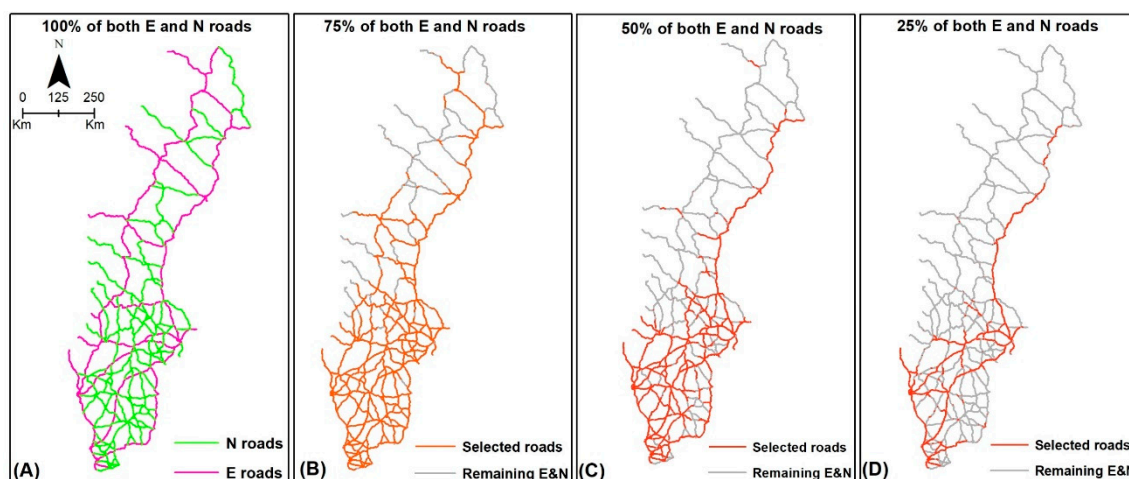 100% of both E and N roads
N
0 125 250
Km Km
N roads
E roads
(A)
75% of both E and N roads
Selected roads
Remaining E&N
(B)
50% of both E and N roads
Selected roads
Remaining E&N
(C)
25% of both E and N roads
Selected roads
Remaining E&N
(D)